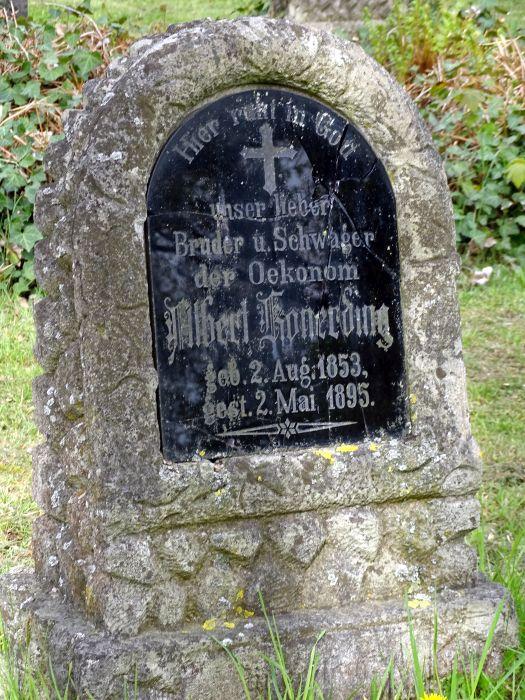 Hier ruht in Gott
unser lieber
Bruder u. Schwager
der Oekonom
Albert Konerding
geb. 2. Aug. 1853,
gest. 2. Mai 1895.